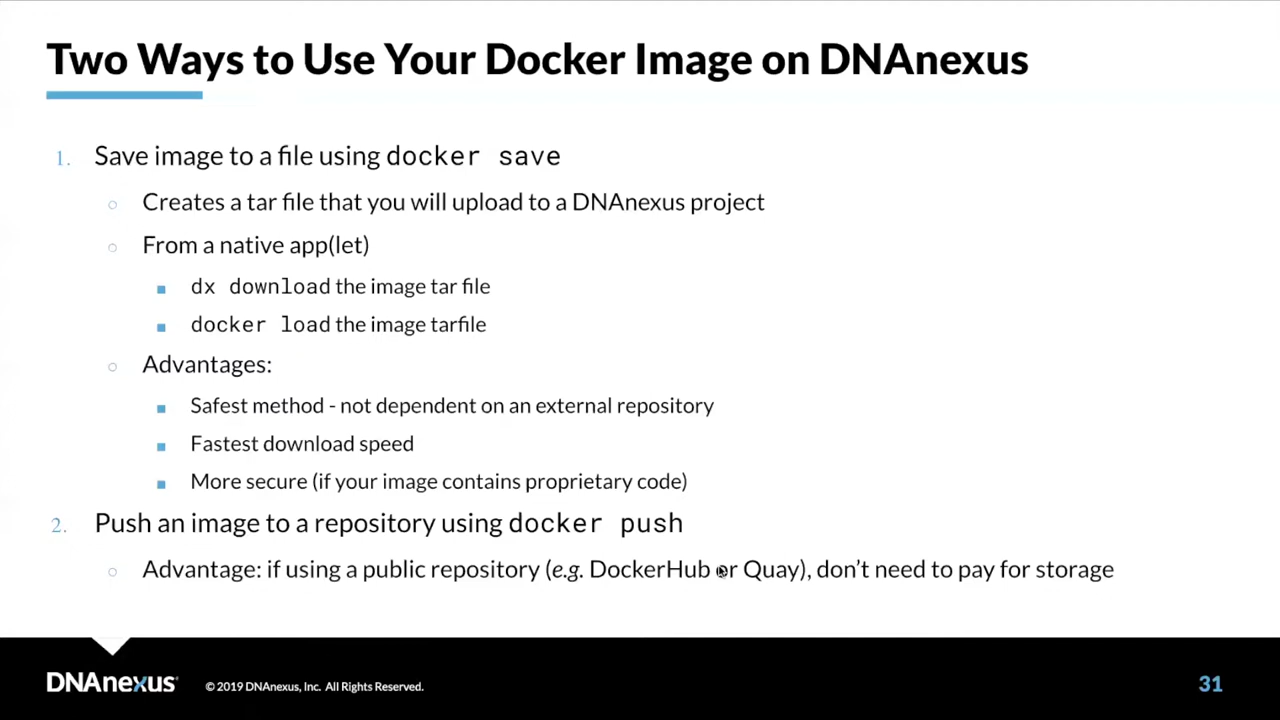 Two Ways to Use Your Docker Image on DNAnexus
1. Save image to a file using docker save
○ Creates a tar file that you will upload to a DNAnexus project
○ From a native app(let)
■ dx download the image tar file
■ docker load the image tarfile
○ Advantages:
■ Safest method - not dependent on an external repository
■ Fastest download speed
■ More secure (if your image contains proprietary code)
2. Push an image to a repository using docker push
○ Advantage: if using a public repository (e.g. DockerHub or Quay), don’t need to pay for storage
DNAnexus © 2019 DNAnexus, Inc. All Rights Reserved. 31